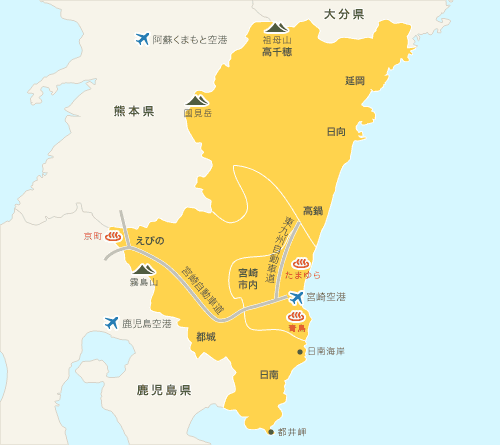 大分県
阿蘇くまもと空港
祖母山
高千穂
延岡
国見岳
熊本県
日向
高鍋
東九州自動車道
京町
えびの
たまゆら
宮崎
市内
霧島山
宮崎自動車道
宮崎空港
鹿児島空港
青島
都城
日南海岸
日南
鹿児島県
都井岬